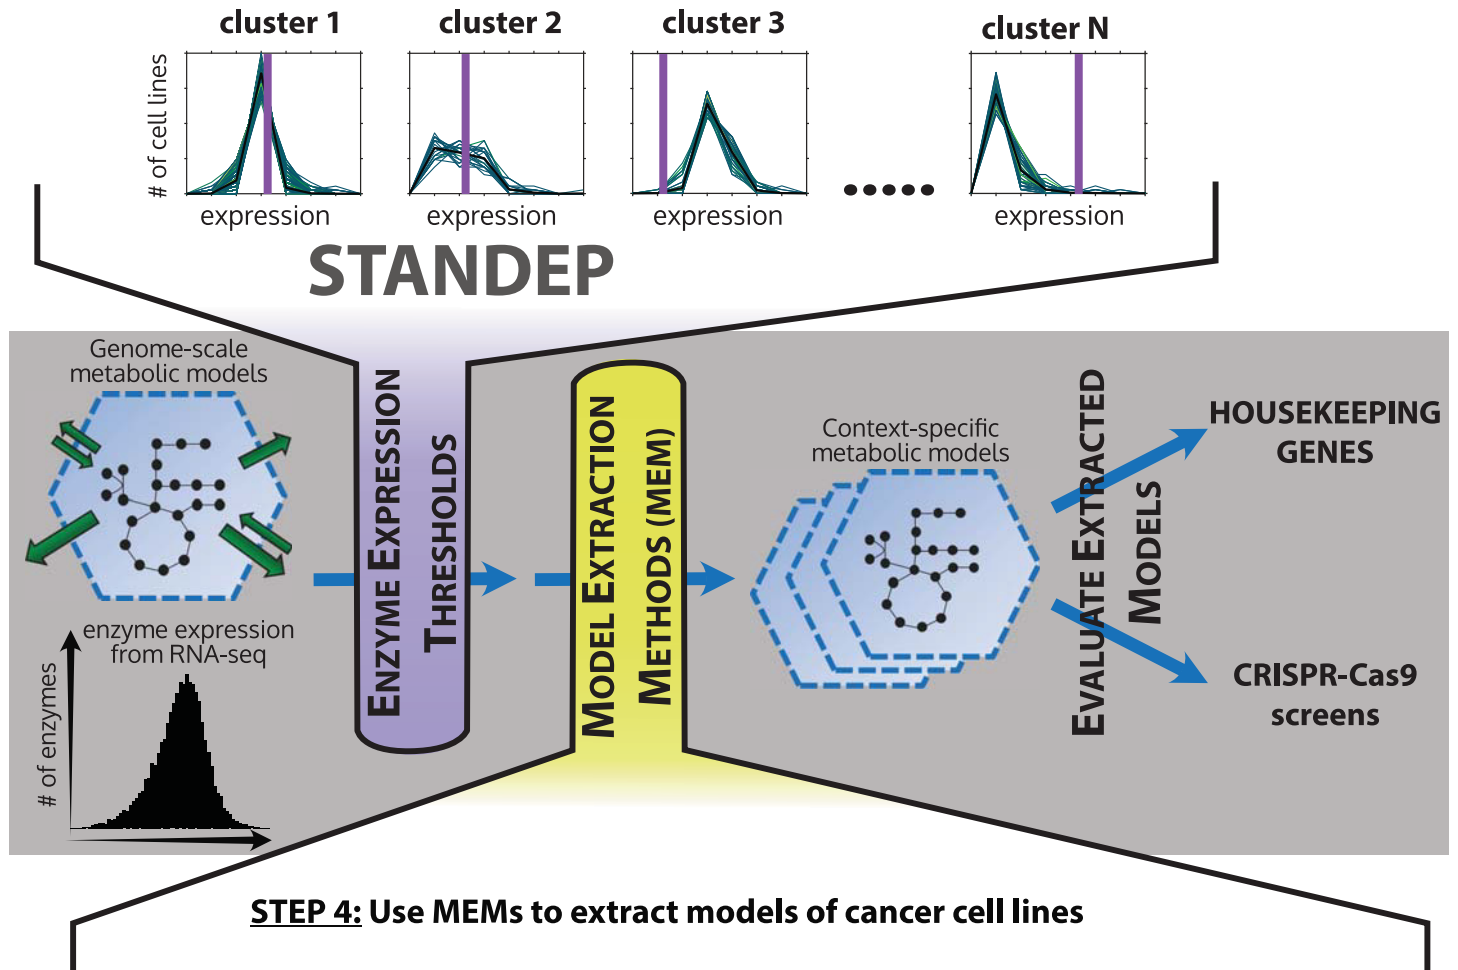 cluster 1
cluster 2
cluster 3
cluster N
# of cell lines
expression
expression
expression
expression
STANDEP
Genome-scale
metabolic models
enzyme expression
from RNA-seq
# of enzymes
ENZYME EXPRESSION
THRESHOLDS
MODEL EXTRACTION
METHODS (MEM)
Context-specific
metabolic models
EVALUATE EXTRACTED
MODELS
HOUSEKEEPING
GENES
CRISPR-Cas9
screens
STEP 4: Use MEMs to extract models of cancer cell lines